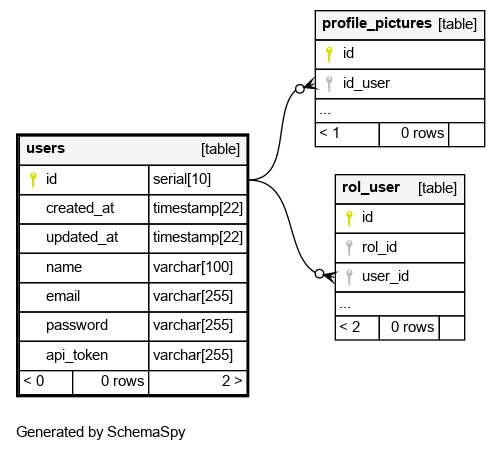 profile_pictures [table]
id
id_user
...
< 1 0 rows
users [table]
id serial[10]
created_at timestamp[22]
updated_at timestamp[22]
name varchar[100]
email varchar[255]
password varchar[255]
api_token varchar[255]
< 0 0 rows 2 >
rol_user [table]
id
rol_id
user_id
...
< 2 0 rows
Generated by SchemaSpy